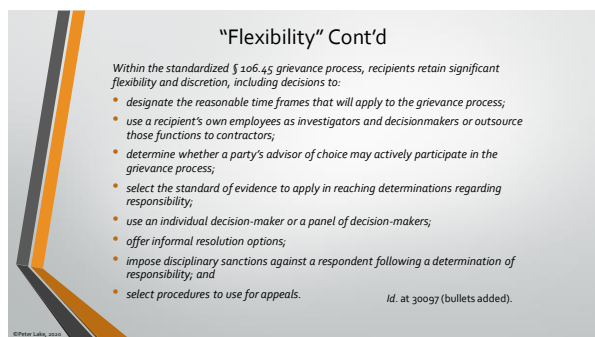 “Flexibility” Cont’d
Within the standardized § 106.45 grievance process, recipients retain significant
flexibility and discretion, including decisions to:
• designate the reasonable time frames that will apply to the grievance process;
• use a recipient’s own employees as investigators and decisionmakers or outsource
those functions to contractors;
• determine whether a party’s advisor of choice may actively participate in the
grievance process;
• select the standard of evidence to apply in reaching determinations regarding
responsibility;
• use an individual decision-maker or a panel of decision-makers;
• offer informal resolution options;
• impose disciplinary sanctions against a respondent following a determination of
responsibility; and
• select procedures to use for appeals.
Id. at 30097 (bullets added).
©Peter Lake, 2020